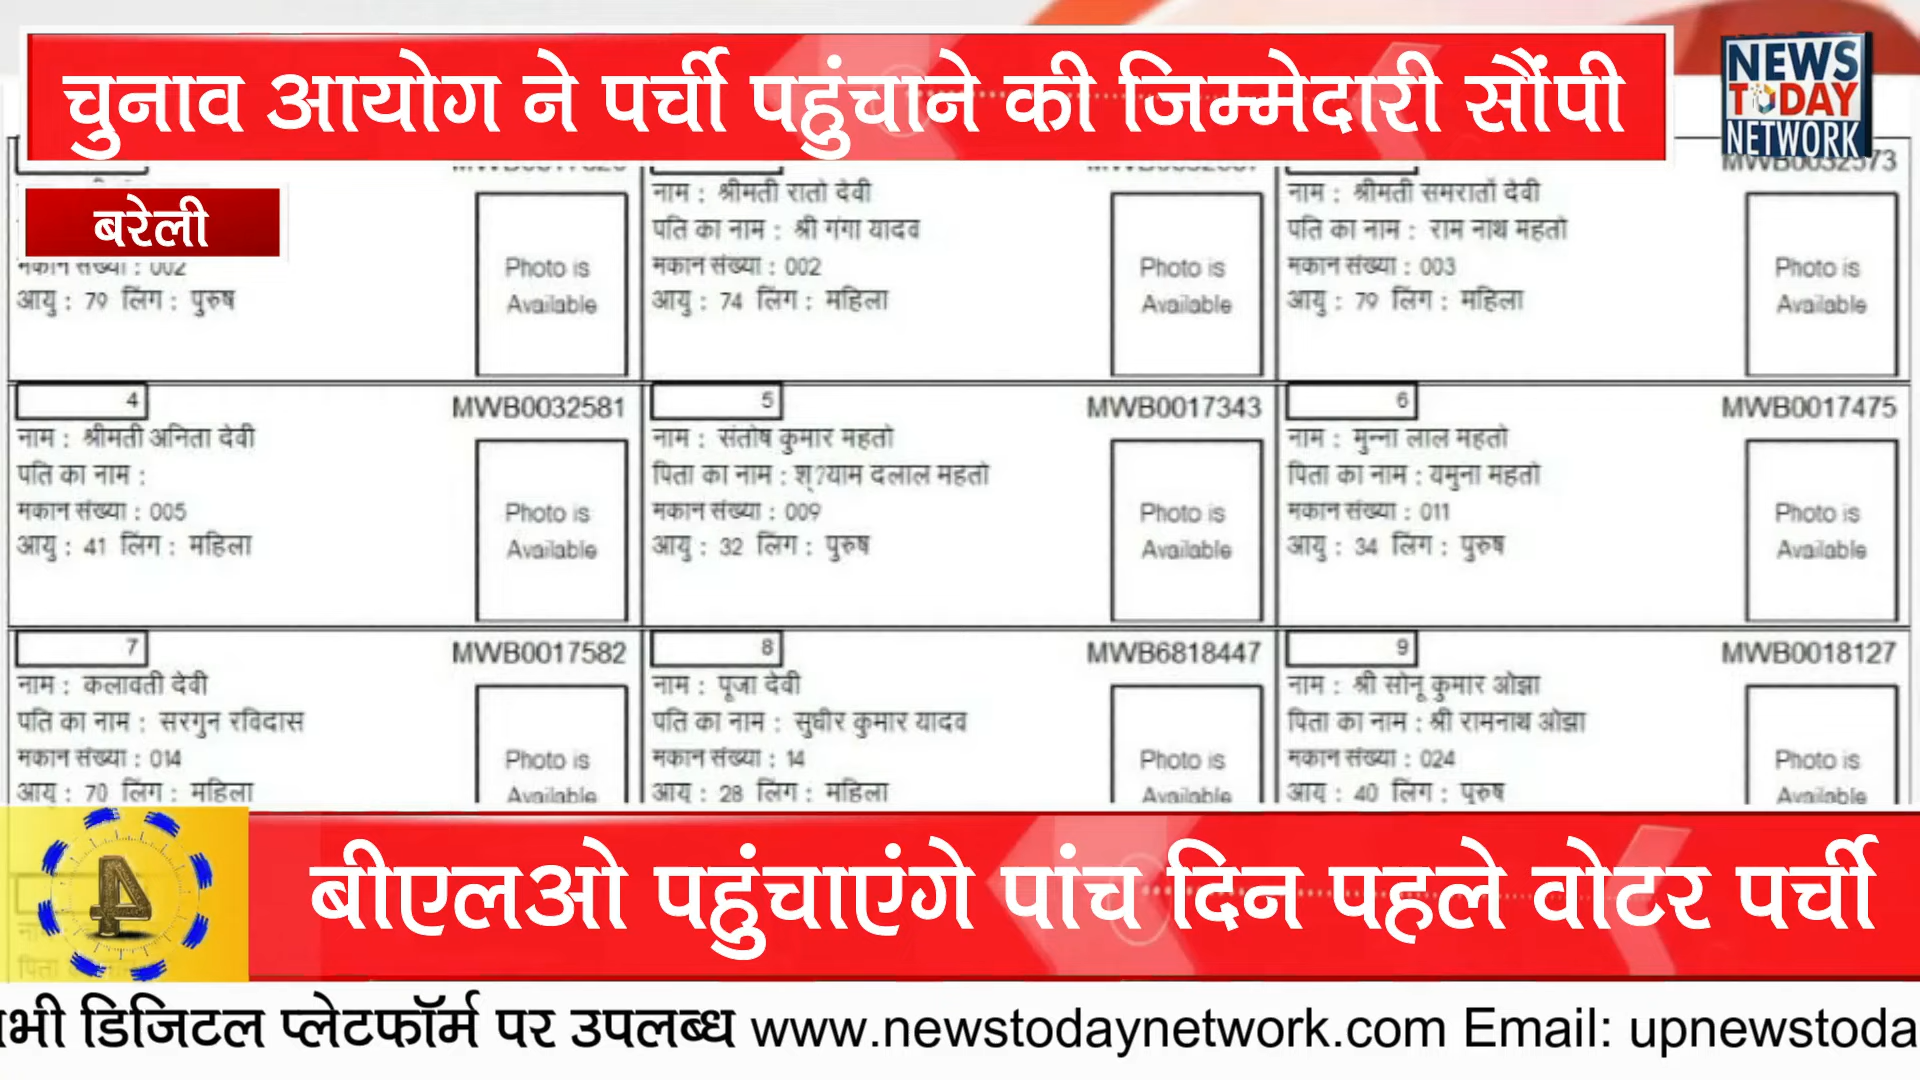 चुनाव आयोग ने पर्ची पहुंचाने की जिम्मेदारी सौंपी
NEWS
TODAY
NETWORK
MWB0032573
बरेली
नाम : श्रीमती रातो देवी
नाम : श्रीमती समरातो देवी
पति का नाम : श्री गंगा यादव
पति का नाम : राम नाथ महतो
मकान संख्या : 002
Photo is
मकान संख्या : 002
Photo is
मकान संख्या : 003
Photo is
आयु : 79 लिंग : पुरुष
Available
आयु : 74 लिंग : महिला
Available
आयु : 79 लिंग : महिला
Available
4
MWB0032581
5
MWB0017343
6
MWB0017475
नाम : श्रीमती अनिता देवी
नाम : संतोष कुमार महतो
नाम : मुन्ना लाल महतो
पति का नाम :
पिता का नाम : श्?याम दलाल महतो
पिता का नाम : यमुना महतो
मकान संख्या : 005
Photo is
मकान संख्या : 009
Photo is
मकान संख्या : 011
Photo is
आयु : 41 लिंग : महिला
Available
आयु : 32 लिंग : पुरुष
Available
आयु : 34 लिंग : पुरुष
Available
7
MWB0017582
8
MWB6818447
9
MWB0018127
नाम : कलावती देवी
नाम : पूजा देवी
नाम : श्री सोनू कुमार ओझा
पति का नाम : सरगुन रविदास
पति का नाम : सुधीर कुमार यादव
पिता का नाम : श्री रामनाथ ओझा
मकान संख्या : 014
Photo is
मकान संख्या : 14
Photo is
मकान संख्या : 024
Photo is
आयु : 70 लिंग : महिला
Available
आयु : 28 लिंग : महिला
Available
आयु : 40 लिंग : पुरुष
Available
4
बीएलओ पहुंचाएंगे पांच दिन पहले वोटर पर्ची
भी डिजिटल प्लेटफॉर्म पर उपलब्ध www.newstodaynetwork.com Email: upnewstoda